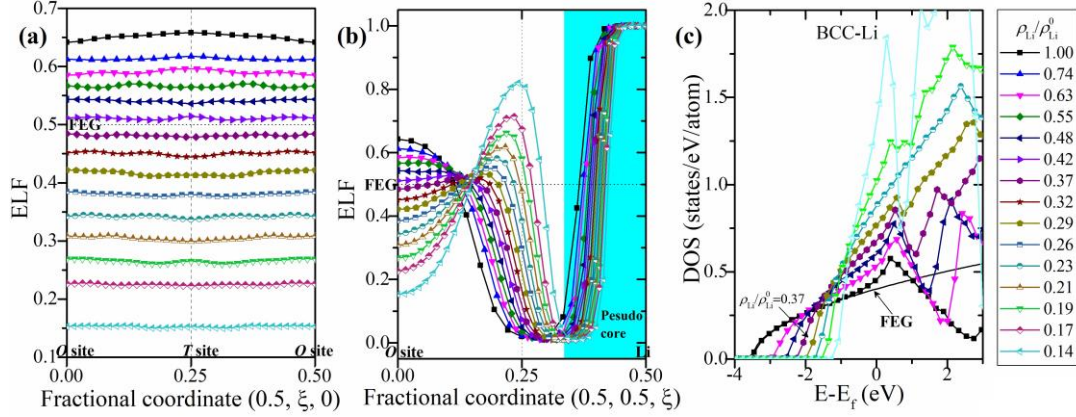 (a)
ELF
0.7
0.6
0.5
0.4
0.3
0.2
0.1
FEG
O site
T site
O site
0.00
0.25
0.50
Fractional coordinate (0.5, ξ, 0)
(b)
ELF
1.0
0.8
0.6
0.4
0.2
0.0
FEG
Pesudo
core
O site
Li
0.00
0.25
0.50
Fractional coordinate (0.5, 0.5, ξ)
(c)
BCC-Li
DOS (states/eV/atom)
2.0
1.5
1.0
0.5
0.0
ρLi/ρ0Li=0.37
FEG
-4
-2
0
2
E-Ef (eV)
ρLi/ρ0Li
1.00
0.74
0.63
0.55
0.48
0.42
0.37
0.32
0.29
0.26
0.23
0.21
0.19
0.17
0.14